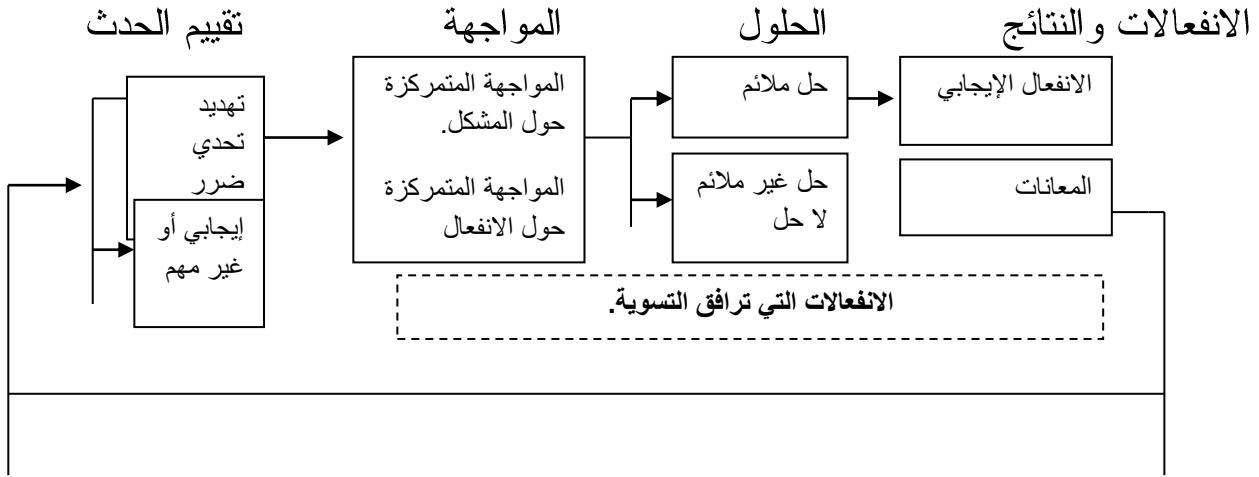 تقييم الحدث
المواجهة
الحلول
الانفعالات والنتائج
تهديد
تحدي
ضرر
إيجابي أو
غير مهم
المواجهة المتمركزة
حول المشكل.
المواجهة المتمركزة
حول الانفعال
حل ملائم
حل غير ملائم
لا حل
الانفعال الإيجابي
المعانات
الانفعالات التي ترافق التسوية.